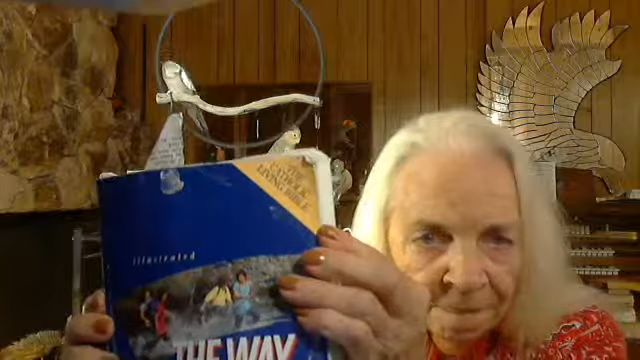 THE
CATHOLIC
LIVING BIBLE
illustrated
THE WAY